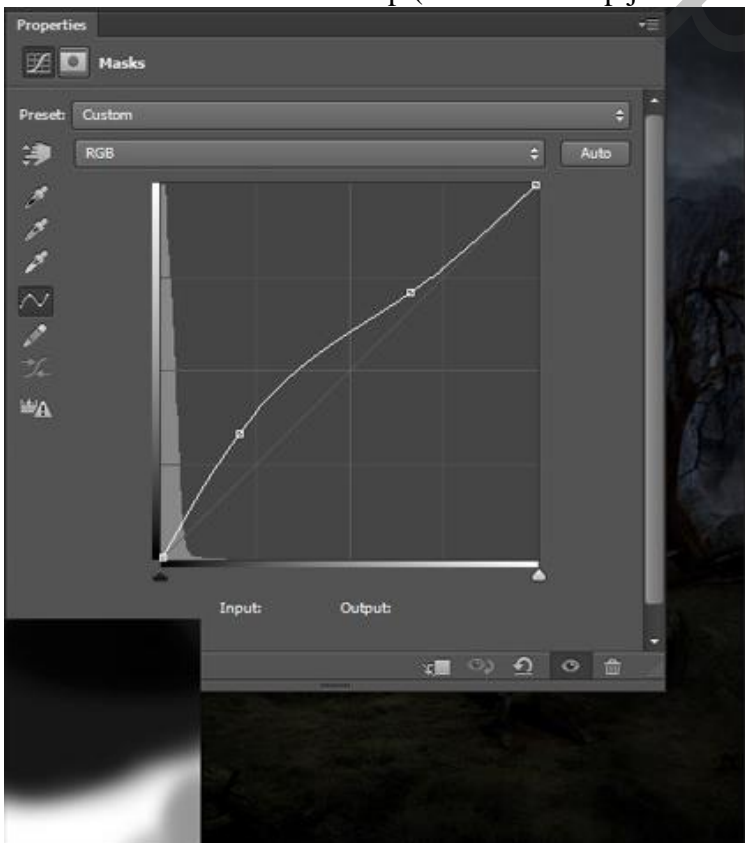 Properties
Masks
Preset: Custom
RGB
Auto
Input: Output: